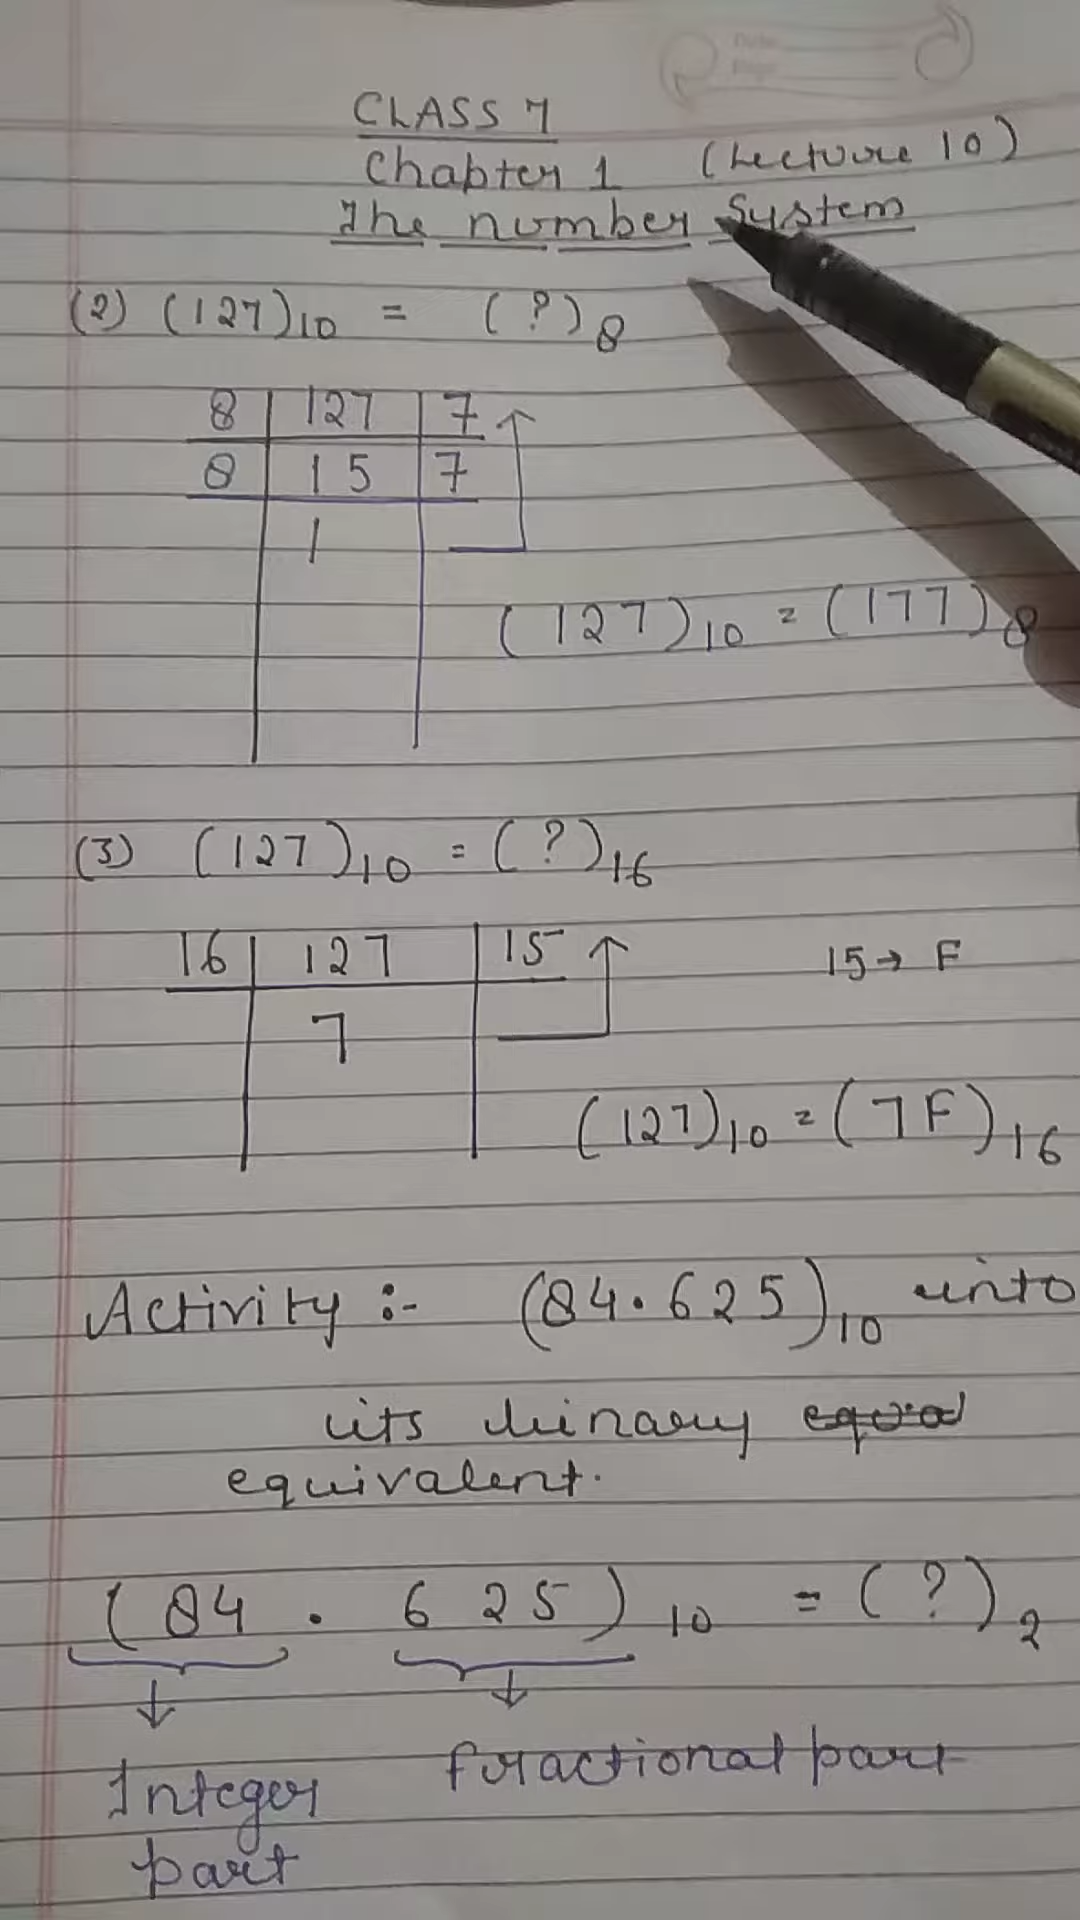 CLASS 7
Chapter 1 (Lecture 10)
The number System
(2) (127)10 = (?)8
8 127 7
8 15 7
1
(127)10 = (177)8
(3) (127)10 = (?)16
16 127 15
15→ F
7
(127)10 = (7F)16
Activity :- (84.625)10 into
its binary
equivalent.
(84 . 625)10 = (?)2
Integer fractional part
part